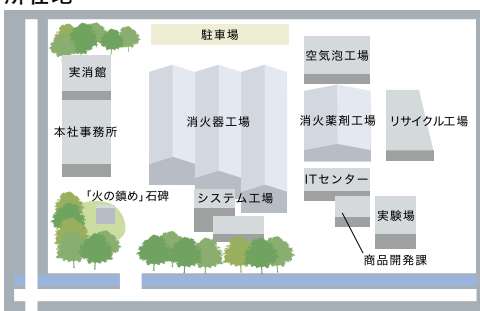 所在地
駐車場
実消館
空気泡工場
本社事務所
消火器工場
消火薬剤工場
リサイクル工場
ITセンター
「火の鎮め」石碑
システム工場
実験場
商品開発課